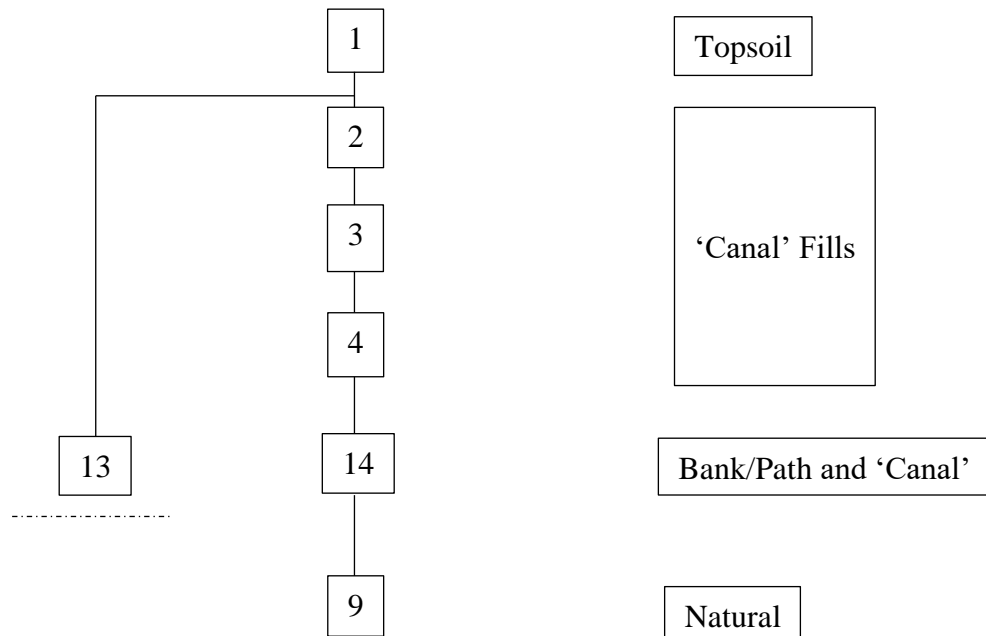 1
Topsoil
2
3
‘Canal’ Fills
4
13
14
Bank/Path and ‘Canal’
9
Natural